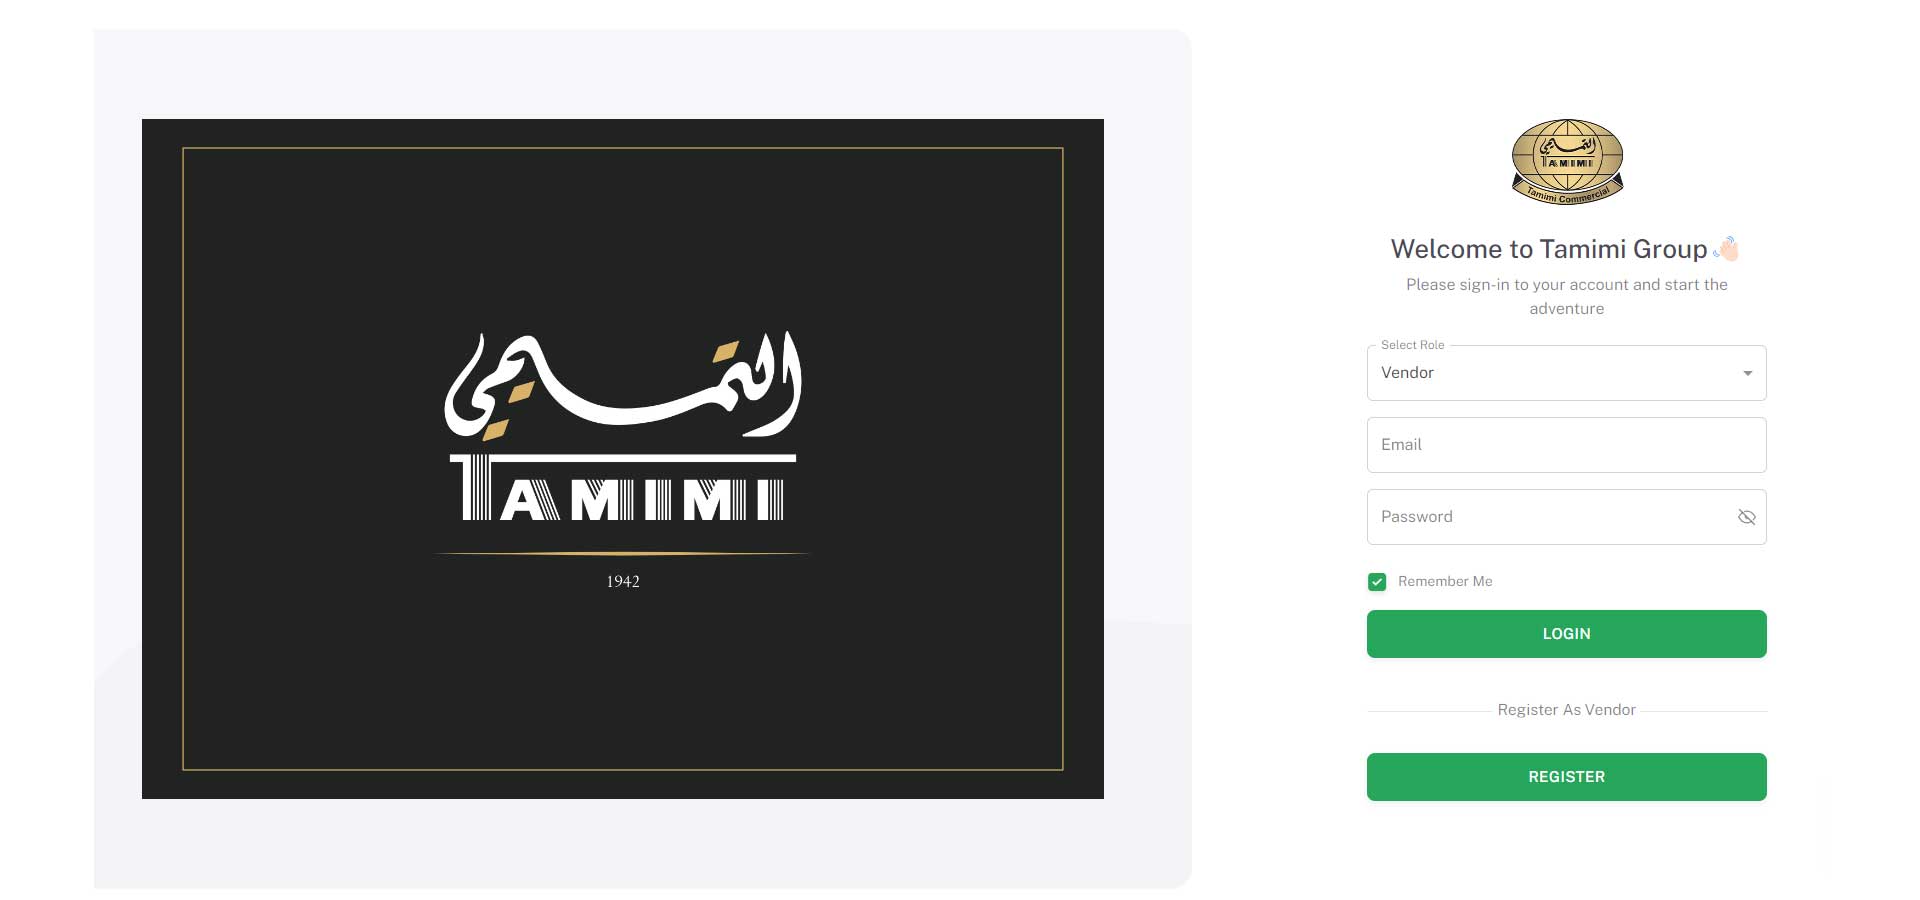 التميمي
TAMIMI
1942
التميمي
TAMIMI
Tamimi Commercial
Welcome to Tamimi Group
Please sign-in to your account and start the
adventure
Select Role
Vendor
Email
Password
Remember Me
LOGIN
Register As Vendor
REGISTER